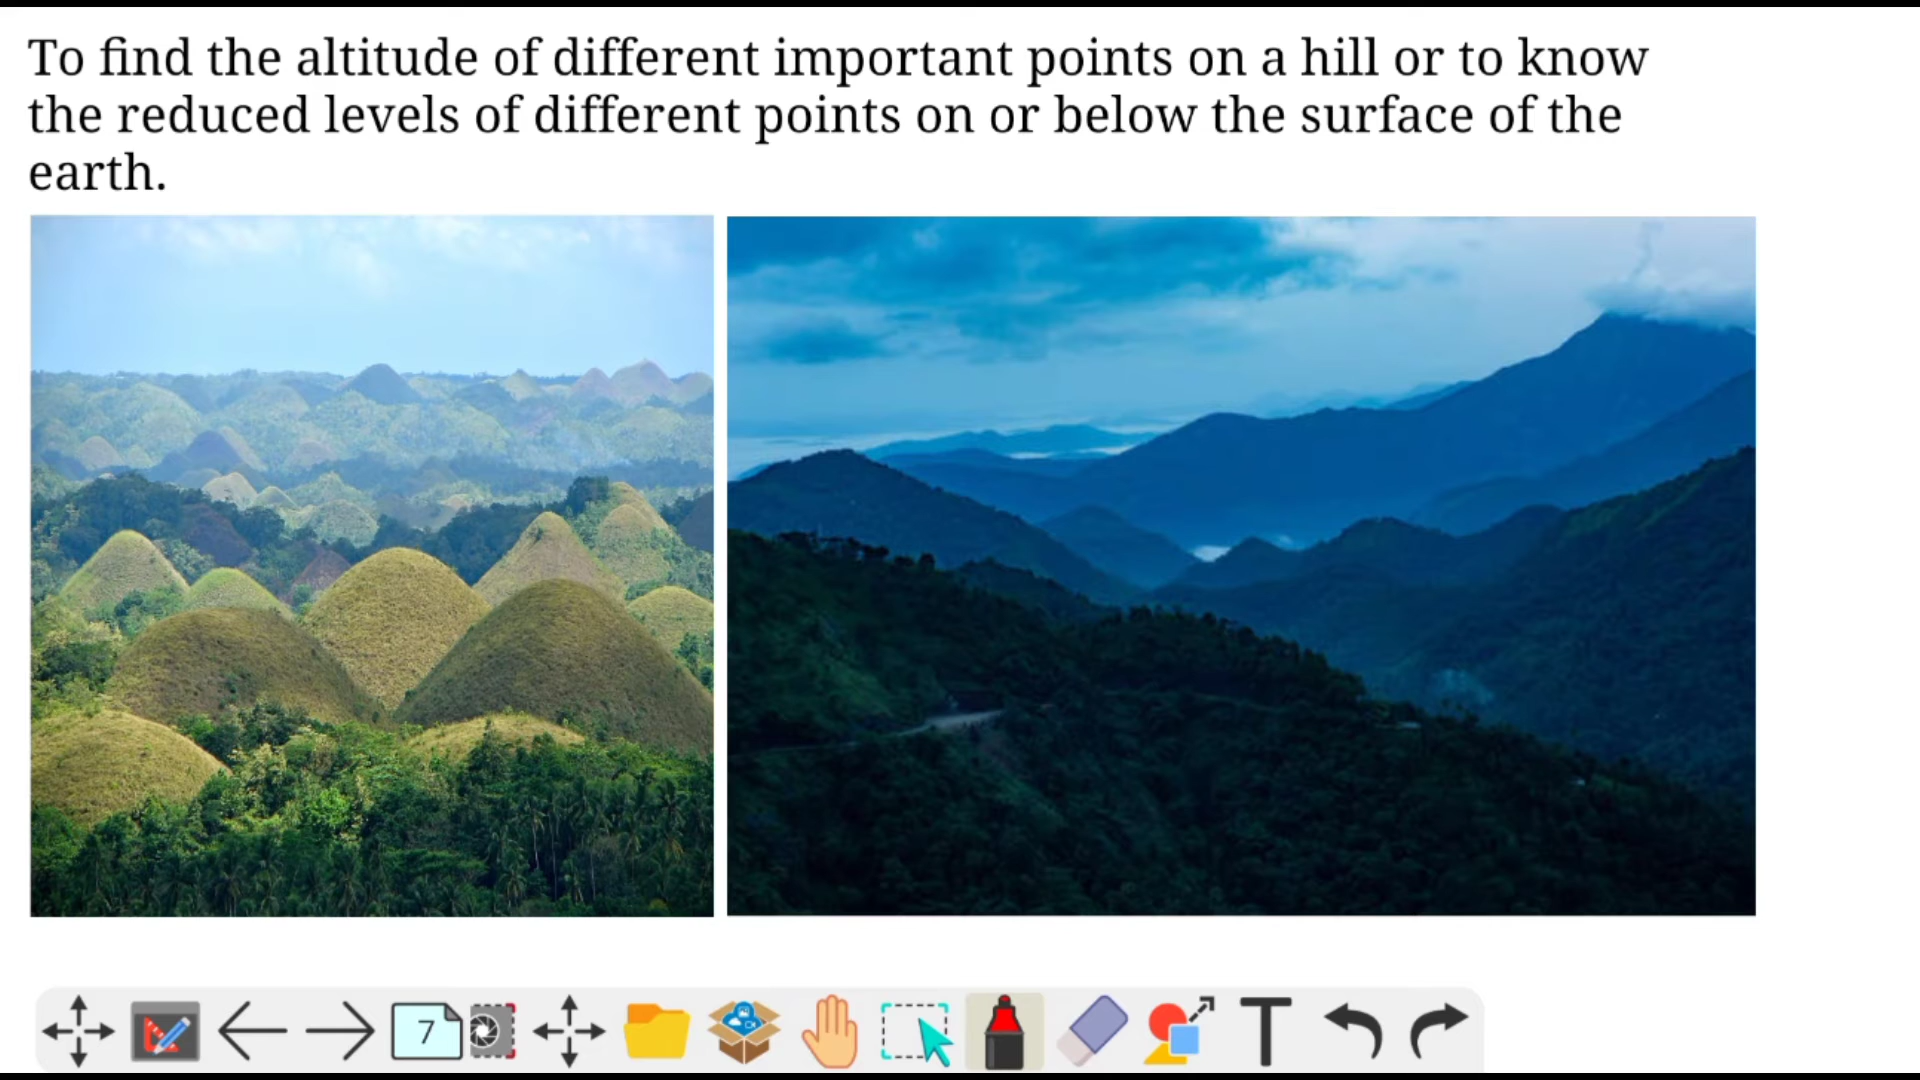 To find the altitude of different important points on a hill or to know
the reduced levels of different points on or below the surface of the
earth.
7
T